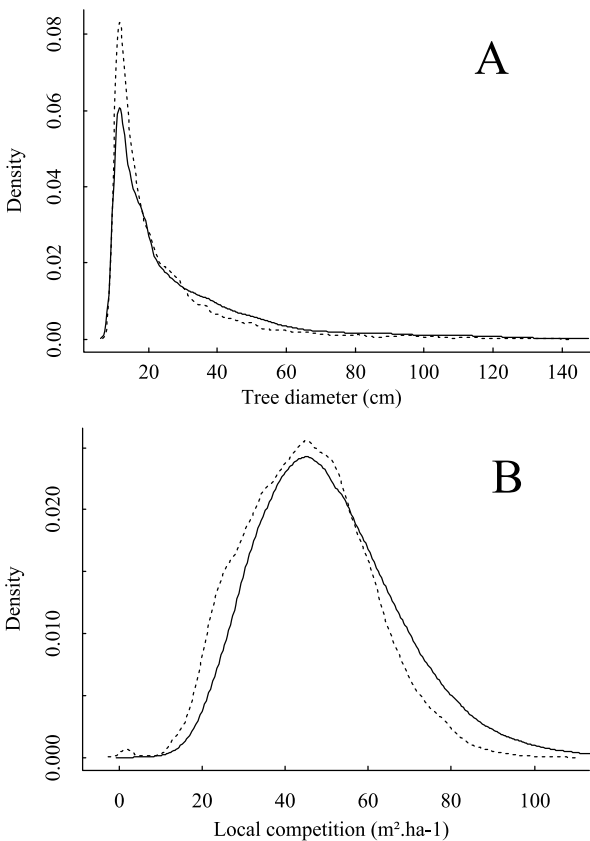 A
Density
0.00 0.02 0.04 0.06 0.08
20 40 60 80 100 120 140
Tree diameter (cm)
B
Density
0.000 0.010 0.020
0 20 40 60 80 100
Local competition (m².ha-1)